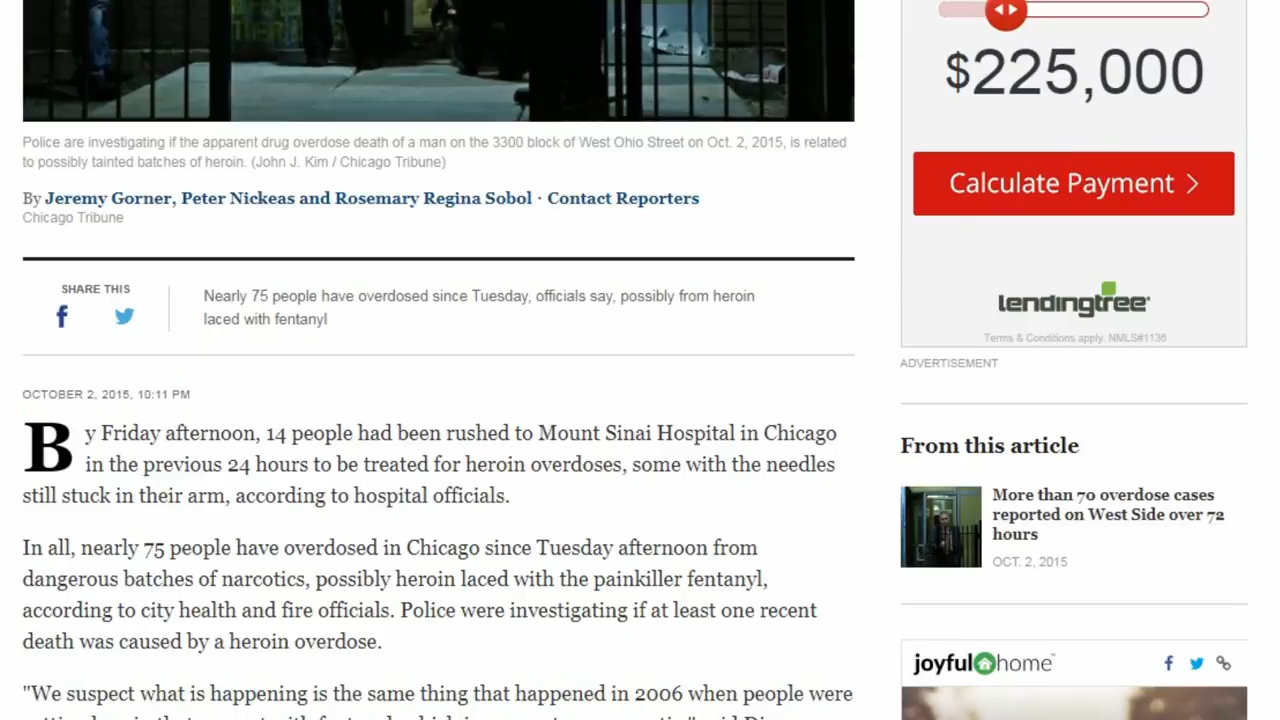 $225,000
Calculate Payment
lendingtree
Terms & Conditions apply. NMLS#1136
ADVERTISEMENT
Police are investigating if the apparent drug overdose death of a man on the 3300 block of West Ohio Street on Oct. 2, 2015, is related
to possibly tainted batches of heroin. (John J. Kim / Chicago Tribune)
By Jeremy Gorner, Peter Nickeas and Rosemary Regina Sobol · Contact Reporters
Chicago Tribune
SHARE THIS
Nearly 75 people have overdosed since Tuesday, officials say, possibly from heroin
laced with fentanyl
OCTOBER 2, 2015, 10:11 PM
By Friday afternoon, 14 people had been rushed to Mount Sinai Hospital in Chicago
in the previous 24 hours to be treated for heroin overdoses, some with the needles
still stuck in their arm, according to hospital officials.
In all, nearly 75 people have overdosed in Chicago since Tuesday afternoon from
dangerous batches of narcotics, possibly heroin laced with the painkiller fentanyl,
according to city health and fire officials. Police were investigating if at least one recent
death was caused by a heroin overdose.
"We suspect what is happening is the same thing that happened in 2006 when people were
From this article
More than 70 overdose cases
reported on West Side over 72
hours
OCT. 2, 2015
joyful home™